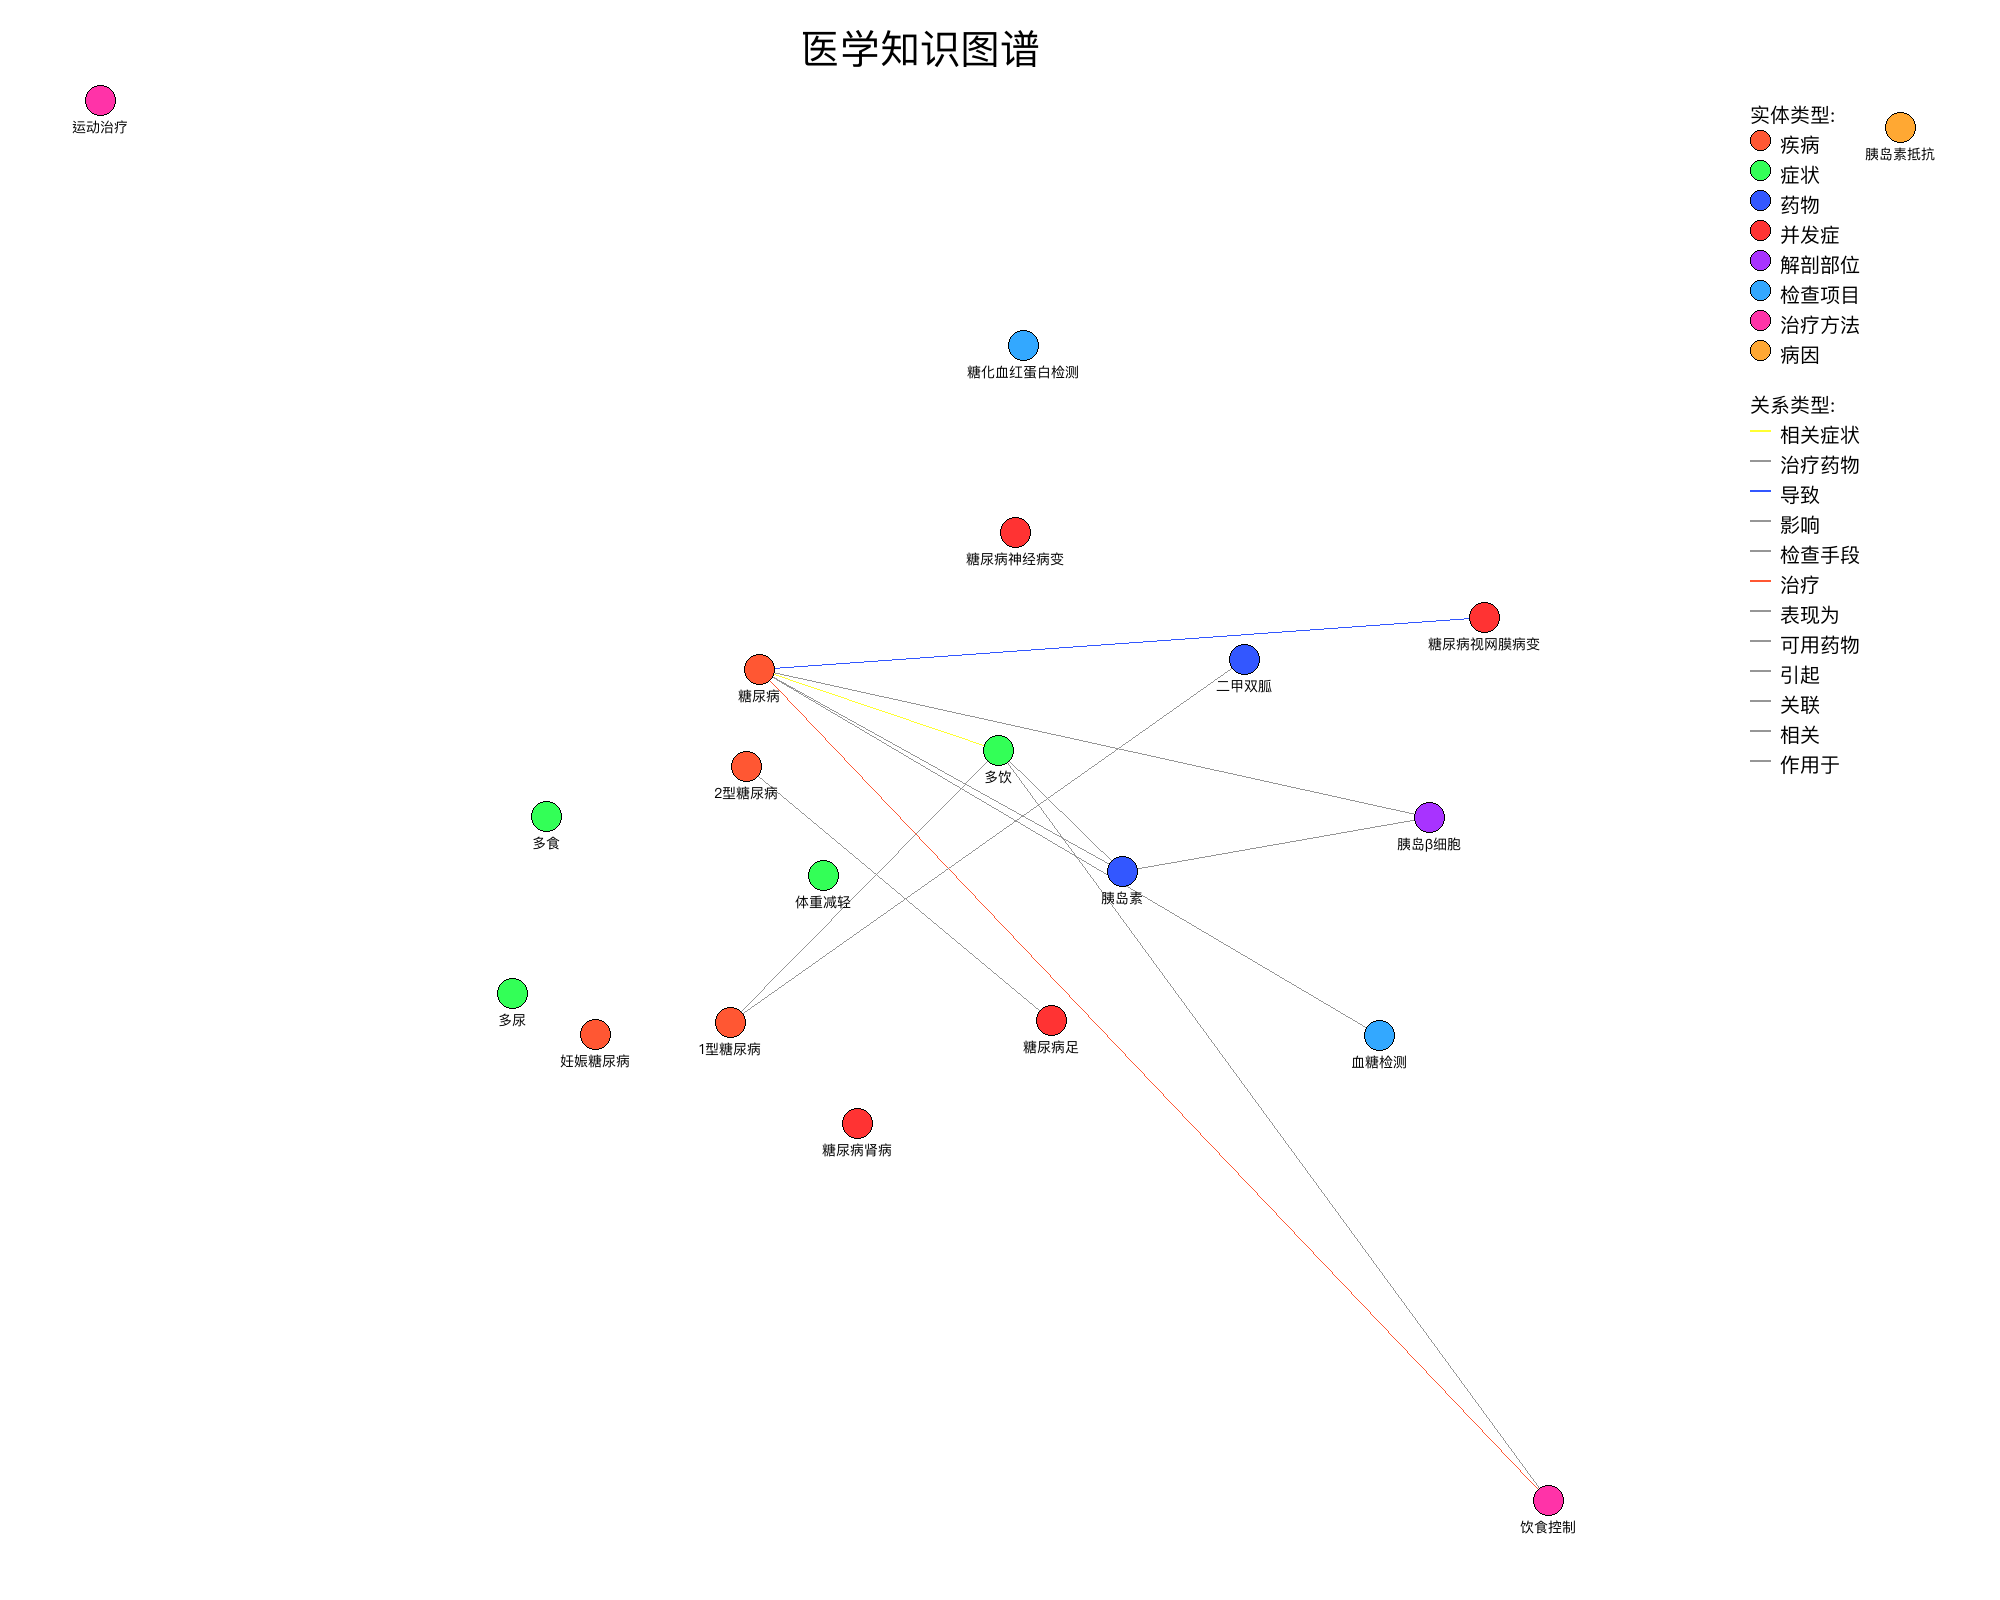 医学知识图谱
运动治疗
胰岛素抵抗
糖化血红蛋白检测
糖尿病神经病变
糖尿病视网膜病变
糖尿病
二甲双胍
多饮
2型糖尿病
多食
胰岛β细胞
体重减轻
胰岛素
多尿
妊娠糖尿病
1型糖尿病
糖尿病足
血糖检测
糖尿病肾病
饮食控制
实体类型:
疾病
症状
药物
并发症
解剖部位
检查项目
治疗方法
病因
关系类型:
相关症状
治疗药物
导致
影响
检查手段
治疗
表现为
可用药物
引起
关联
相关
作用于